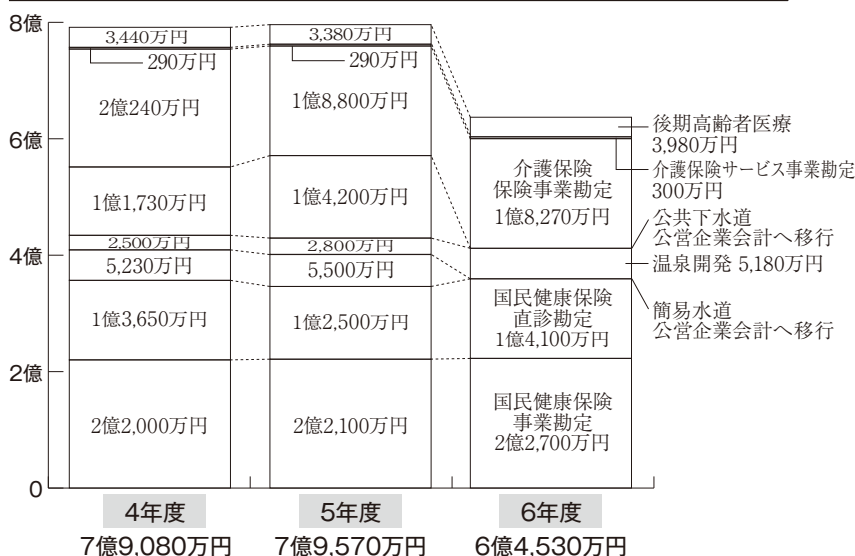 8億
6億
4億
2億
0
3,440万円
290万円
2億240万円
1億1,730万円
2,500万円
5,230万円
1億3,650万円
2億2,000万円
4年度
7億9,080万円
3,380万円
290万円
1億8,800万円
1億4,200万円
2,800万円
5,500万円
1億2,500万円
2億2,100万円
5年度
7億9,570万円
介護保険
保険事業勘定
1億8,270万円
国民健康保険
直診勘定
1億4,100万円
国民健康保険
事業勘定
2億2,700万円
6年度
6億4,530万円
後期高齢者医療
3,980万円
介護保険サービス事業勘定
300万円
公共下水道
公営企業会計へ移行
温泉開発 5,180万円
簡易水道
公営企業会計へ移行